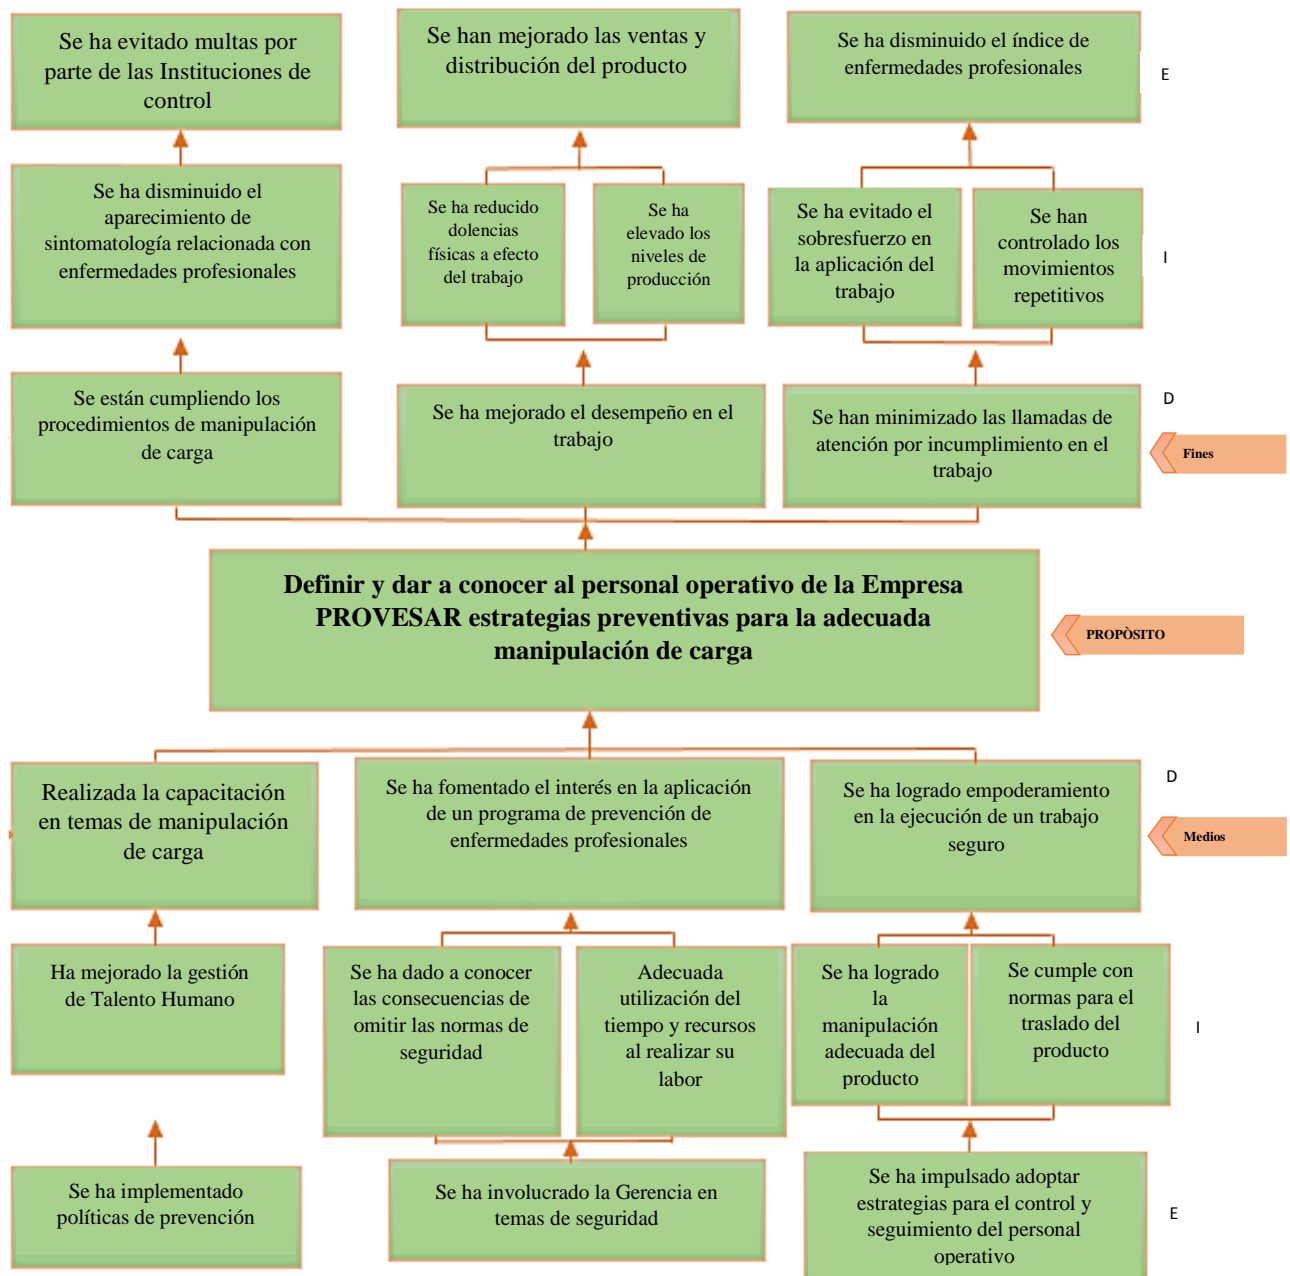 Se ha evitado multas por
parte de las Instituciones de
control
Se han mejorado las ventas y
distribución del producto
Se ha disminuido el índice de
enfermedades profesionales
E
Se ha disminuido el
aparecimiento de
sintomatología relacionada con
enfermedades profesionales
Se ha reducido
dolencias
físicas a efecto
del trabajo
Se ha
elevado los
niveles de
producción
Se ha evitado el
sobresfuerzo en
la aplicación del
trabajo
Se han
controlado los
movimientos
repetitivos
I
Se están cumpliendo los
procedimientos de manipulación
de carga
Se ha mejorado el desempeño en el
trabajo
Se han minimizado las llamadas de
atención por incumplimiento en el
trabajo
D
Fines
Definir y dar a conocer al personal operativo de la Empresa
PROVESAR estrategias preventivas para la adecuada
manipulación de carga
PROPÒSITO
Realizada la capacitación
en temas de manipulación
de carga
Se ha fomentado el interés en la aplicación
de un programa de prevención de
enfermedades profesionales
Se ha logrado empoderamiento
en la ejecución de un trabajo
seguro
D
Medios
Ha mejorado la gestión
de Talento Humano
Se ha dado a conocer
las consecuencias de
omitir las normas de
seguridad
Adecuada
utilización del
tiempo y recursos
al realizar su
labor
Se ha logrado
la
manipulación
adecuada del
producto
Se cumple con
normas para el
traslado del
producto
I
Se ha implementado
políticas de prevención
Se ha involucrado la Gerencia en
temas de seguridad
Se ha impulsado adoptar
estrategias para el control y
seguimiento del personal
operativo
E